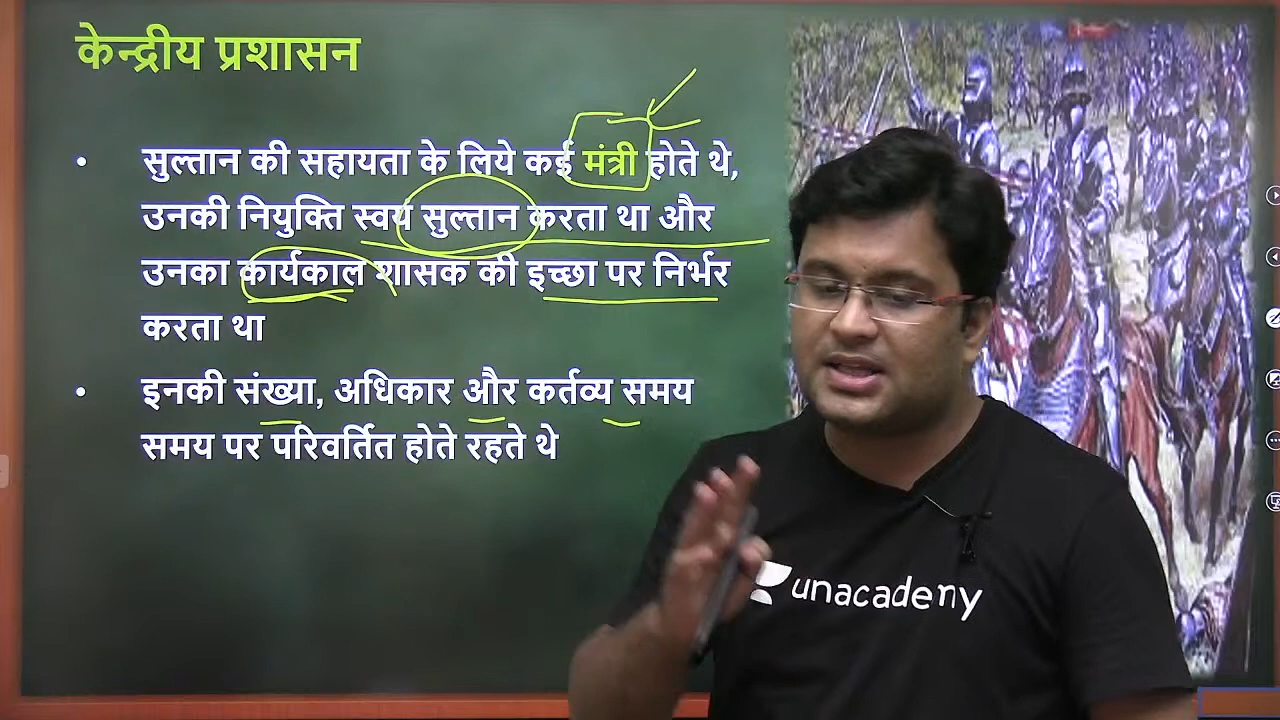 केन्द्रीय प्रशासन
• सुल्तान की सहायता के लिये कई मंत्री होते थे,
उनकी नियुक्ति स्वयं सुल्तान करता था और
उनका कार्यकाल शासक की इच्छा पर निर्भर
करता था
• इनकी संख्या, अधिकार और कर्तव्य समय
समय पर परिवर्तित होते रहते थे
unacademy